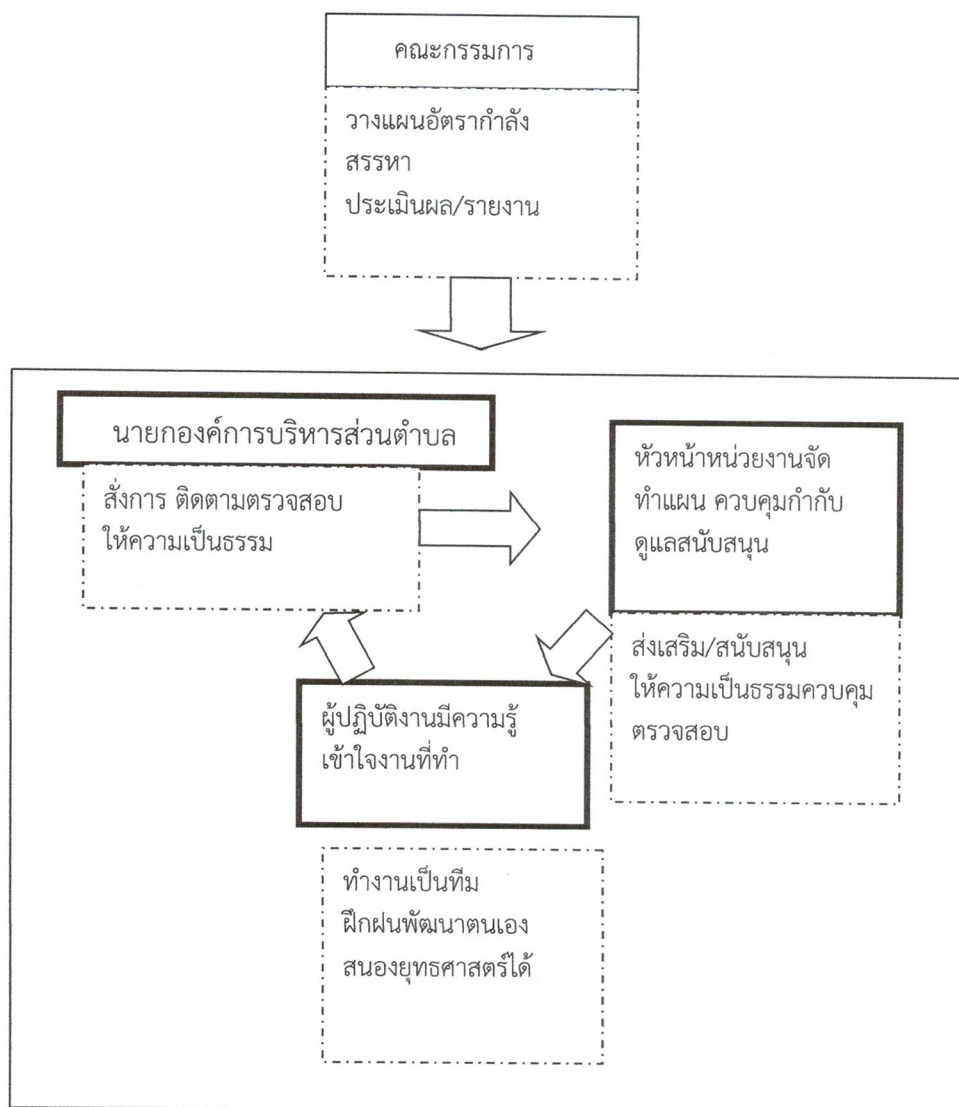 คณะกรรมการ
วางแผนอัตรากำลัง
สรรหา
ประเมินผล/รายงาน
นายกองค์การบริหารส่วนตำบล
สั่งการ ติดตามตรวจสอบ
ให้ความเป็นธรรม
หัวหน้าหน่วยงานจัด
ทำแผน ควบคุมกำกับ
ดูแลสนับสนุน
ส่งเสริม/สนับสนุน
ให้ความเป็นธรรมควบคุม
ตรวจสอบ
ผู้ปฏิบัติงานมีความรู้
เข้าใจงานที่ทำ
ทำงานเป็นทีม
ฝึกฝนพัฒนาตนเอง
สนองยุทธศาสตร์ได้